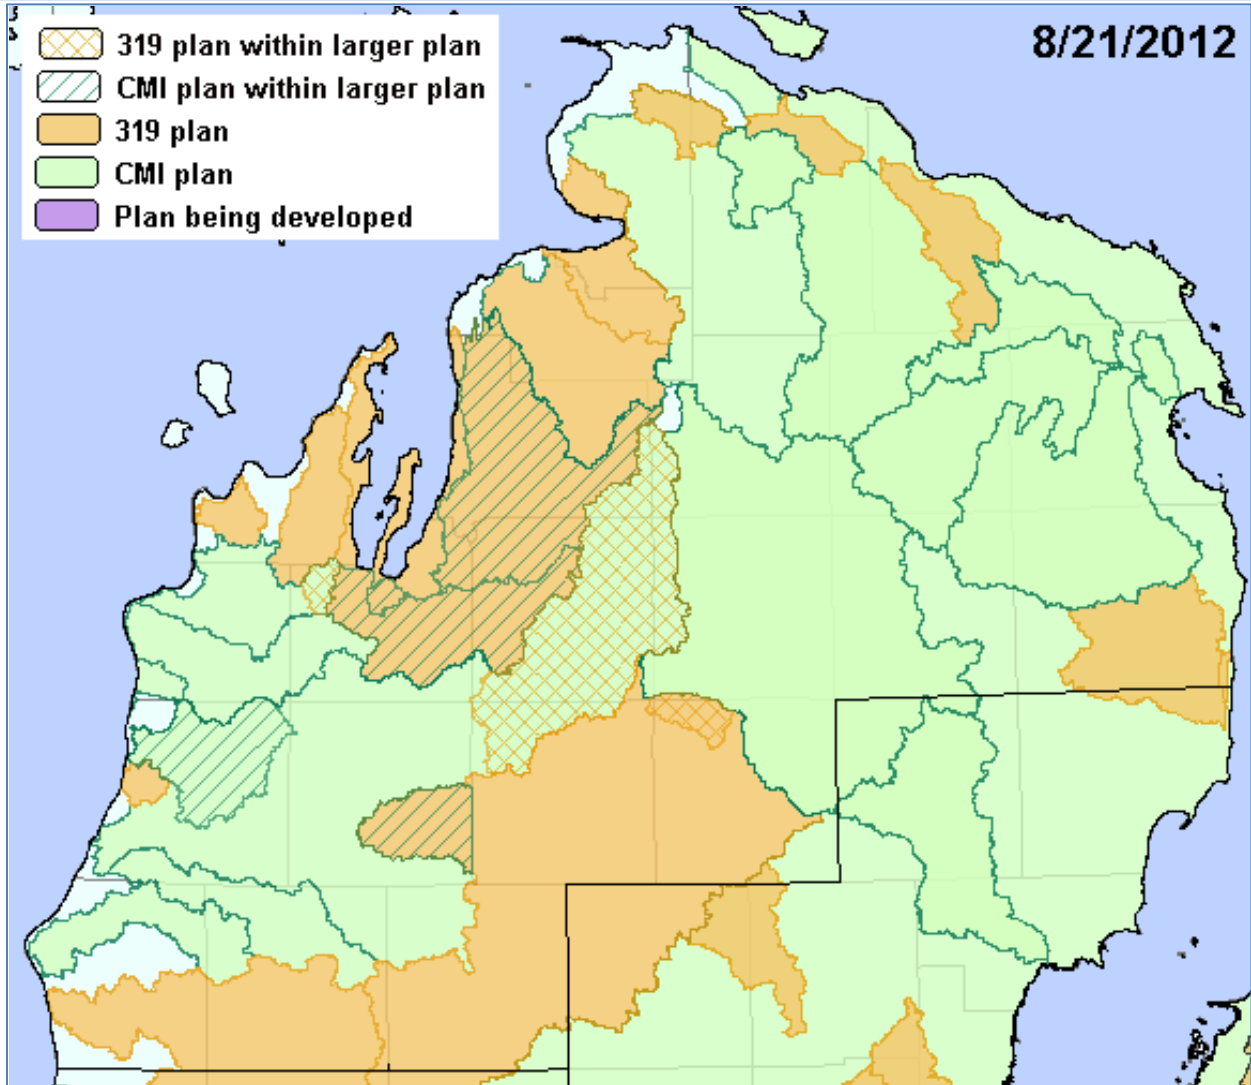 319 plan within larger plan
CMI plan within larger plan
319 plan
CMI plan
Plan being developed
8/21/2012